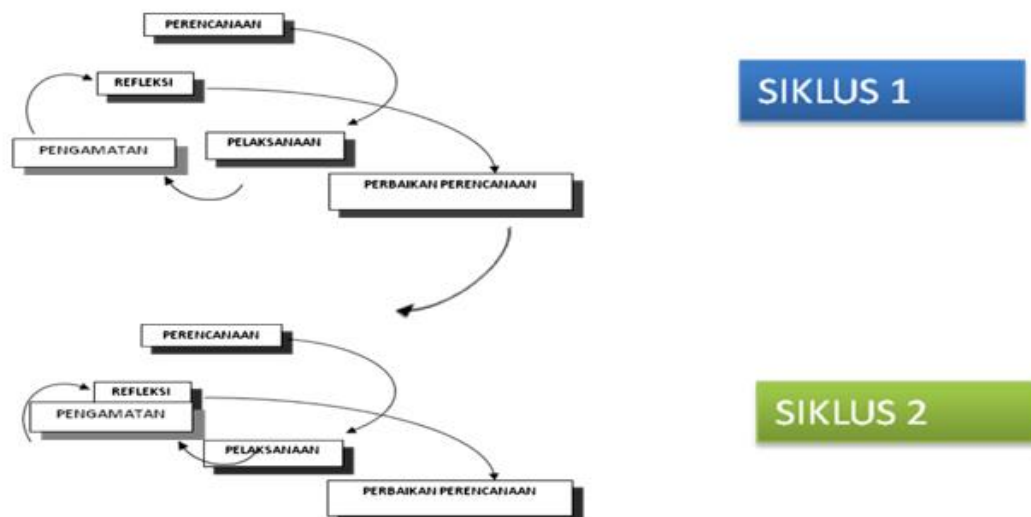 PERENCANAAN
REFLEKSI
SIKLUS 1
PELAKSANAAN
PENGAMATAN
PERBAIKAN PERENCANAAN
PERENCANAAN
REFLEKSI
PENGAMATAN
SIKLUS 2
PELAKSANAAN
PERBAIKAN PERENCANAAN